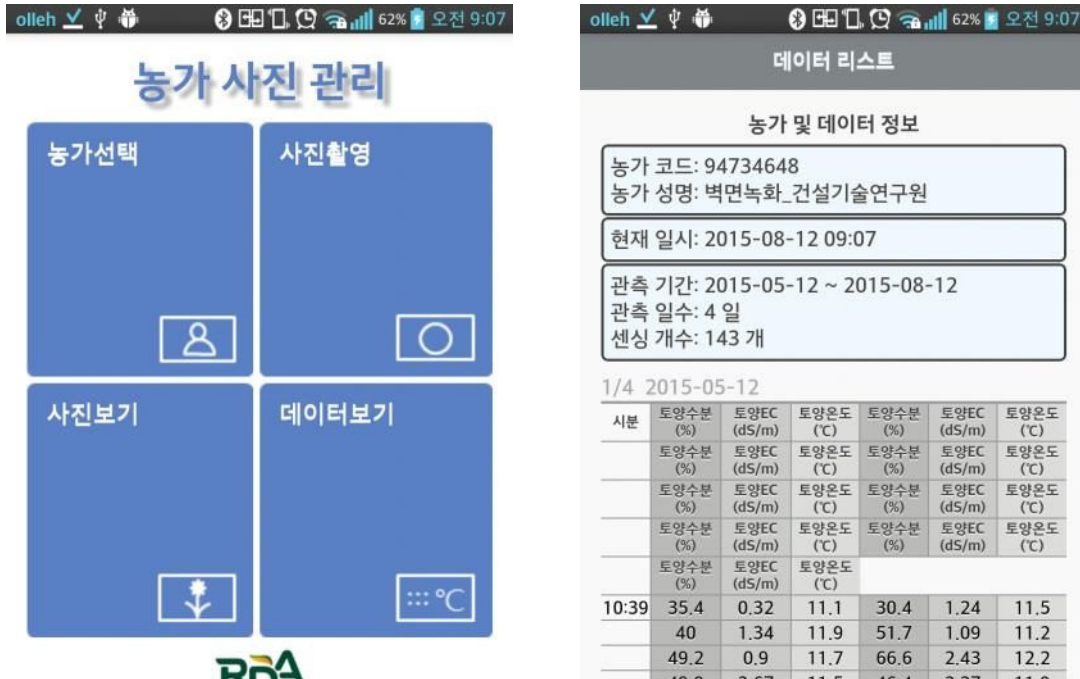 olleh 62% 오전 9:07
농가 사진 관리
농가선택
사진촬영
사진보기
데이터보기
::: °C
RDA
olleh 62% 오전 9:07
데이터 리스트
농가 및 데이터 정보
농가 코드: 94734648
농가 성명: 벽면녹화_건설기술연구원
현재 일시: 2015-08-12 09:07
관측 기간: 2015-05-12 ~ 2015-08-12
관측 일수: 4 일
센싱 개수: 143 개
1/4 2015-05-12
시분 토양수분 (%) 토양EC (dS/m) 토양온도 (℃) 토양수분 (%) 토양EC (dS/m) 토양온도 (℃)
토양수분 (%) 토양EC (dS/m) 토양온도 (℃) 토양수분 (%) 토양EC (dS/m) 토양온도 (℃)
토양수분 (%) 토양EC (dS/m) 토양온도 (℃) 토양수분 (%) 토양EC (dS/m) 토양온도 (℃)
토양수분 (%) 토양EC (dS/m) 토양온도 (℃) 토양수분 (%) 토양EC (dS/m) 토양온도 (℃)
토양수분 (%) 토양EC (dS/m) 토양온도 (℃)
10:39 35.4 0.32 11.1 30.4 1.24 11.5
40 1.34 11.9 51.7 1.09 11.2
49.2 0.9 11.7 66.6 2.43 12.2